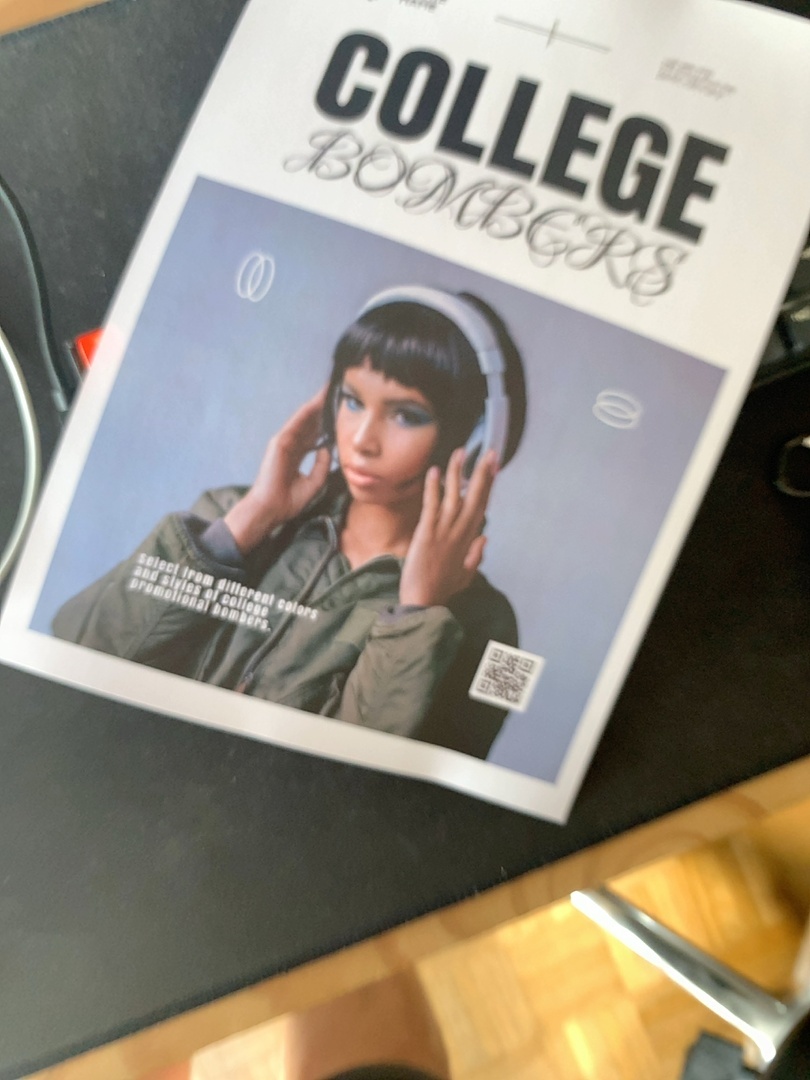 COLLEGE
BOMBERS
Select from different colors
and styles of college
promotional bombers.